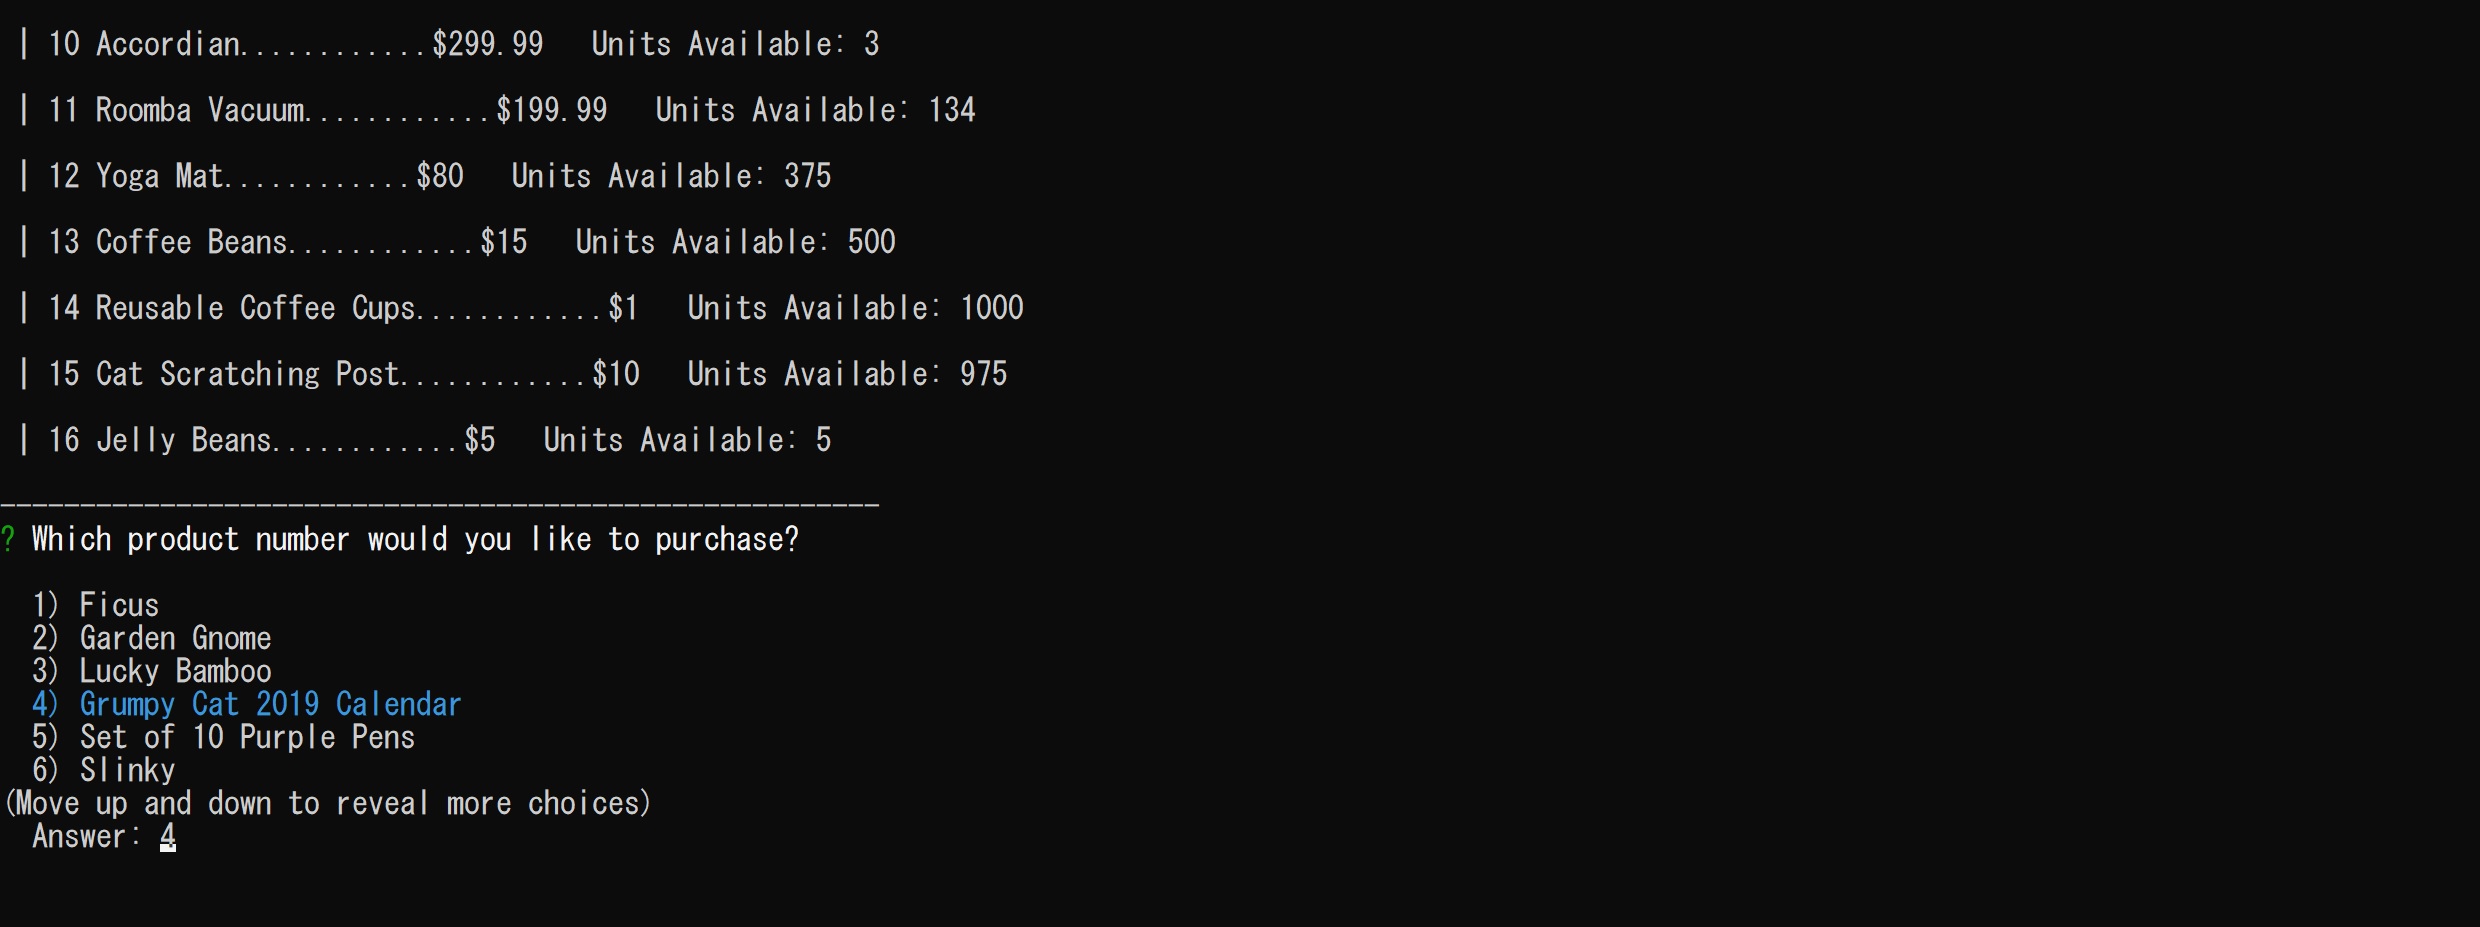 | 10 Accordian............$299.99   Units Available: 3
| 11 Roomba Vacuum............$199.99   Units Available: 134
| 12 Yoga Mat............$80   Units Available: 375
| 13 Coffee Beans............$15   Units Available: 500
| 14 Reusable Coffee Cups............$1   Units Available: 1000
| 15 Cat Scratching Post............$10   Units Available: 975
| 16 Jelly Beans............$5   Units Available: 5
-------------------------------------------------------
? Which product number would you like to purchase?
1) Ficus
2) Garden Gnome
3) Lucky Bamboo
4) Grumpy Cat 2019 Calendar
5) Set of 10 Purple Pens
6) Slinky
(Move up and down to reveal more choices)
Answer: 4